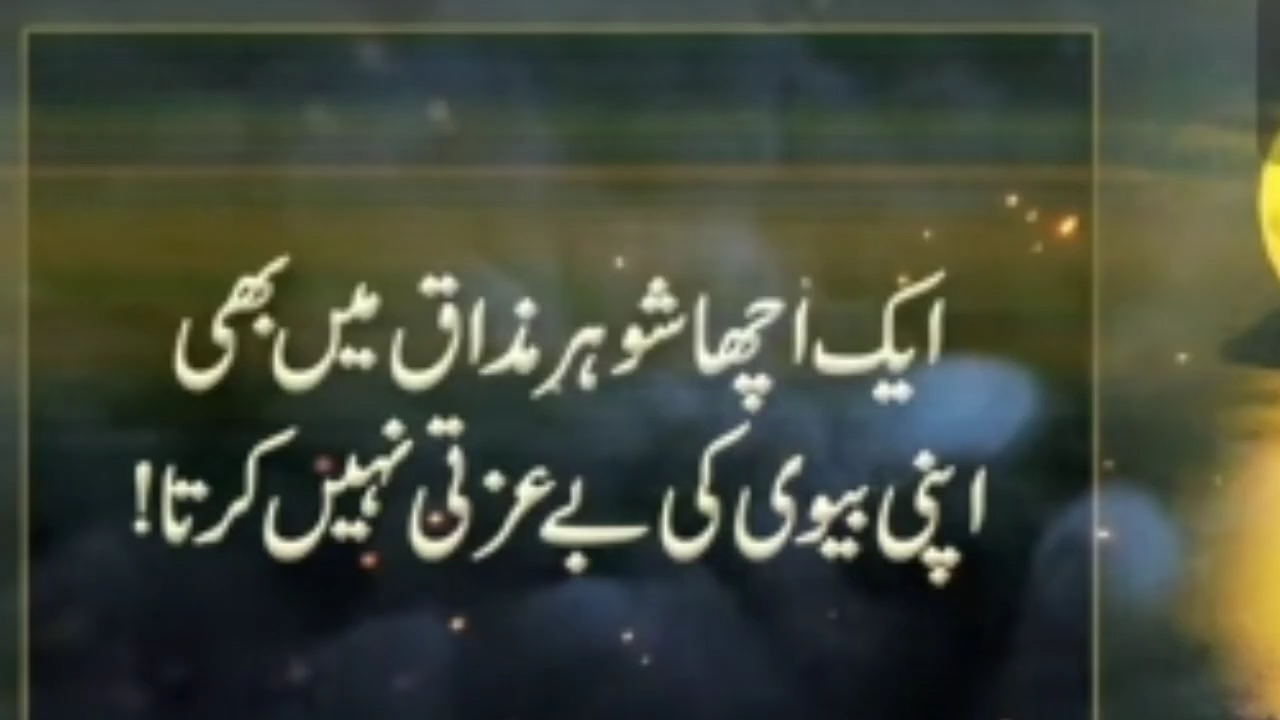 ایک اچھا شوہر مذاق میں بھی
اپنی بیوی کی بے عزتی نہیں کرتا!